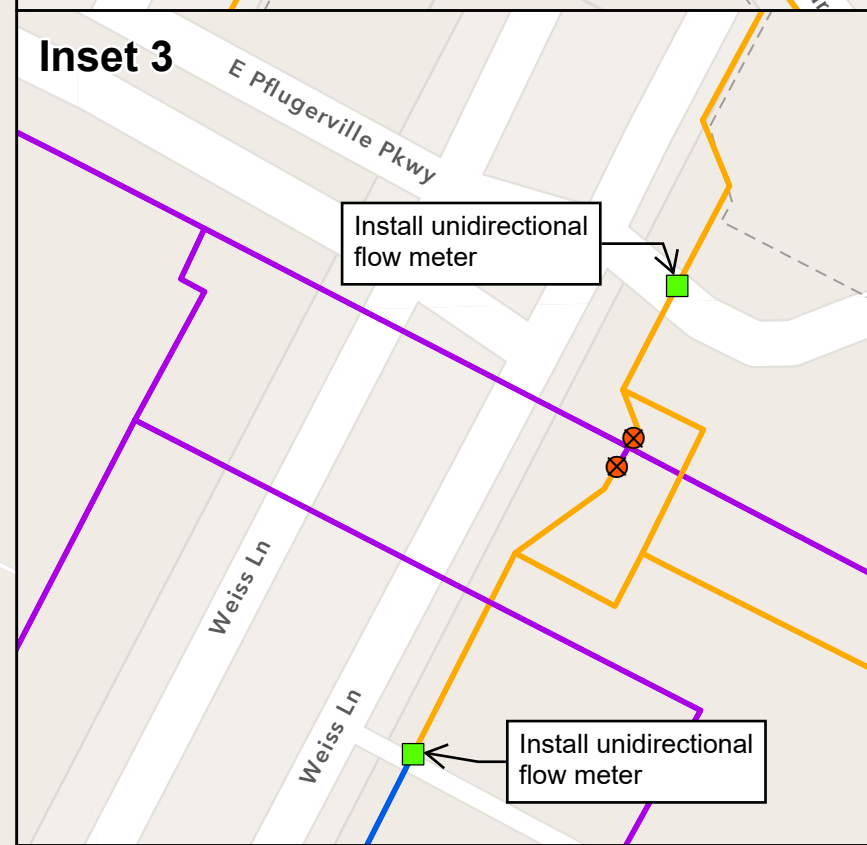 Inset 3
E Pflugerville Pkwy
Install unidirectional
flow meter
Weiss Ln
Weiss Ln
Install unidirectional
flow meter